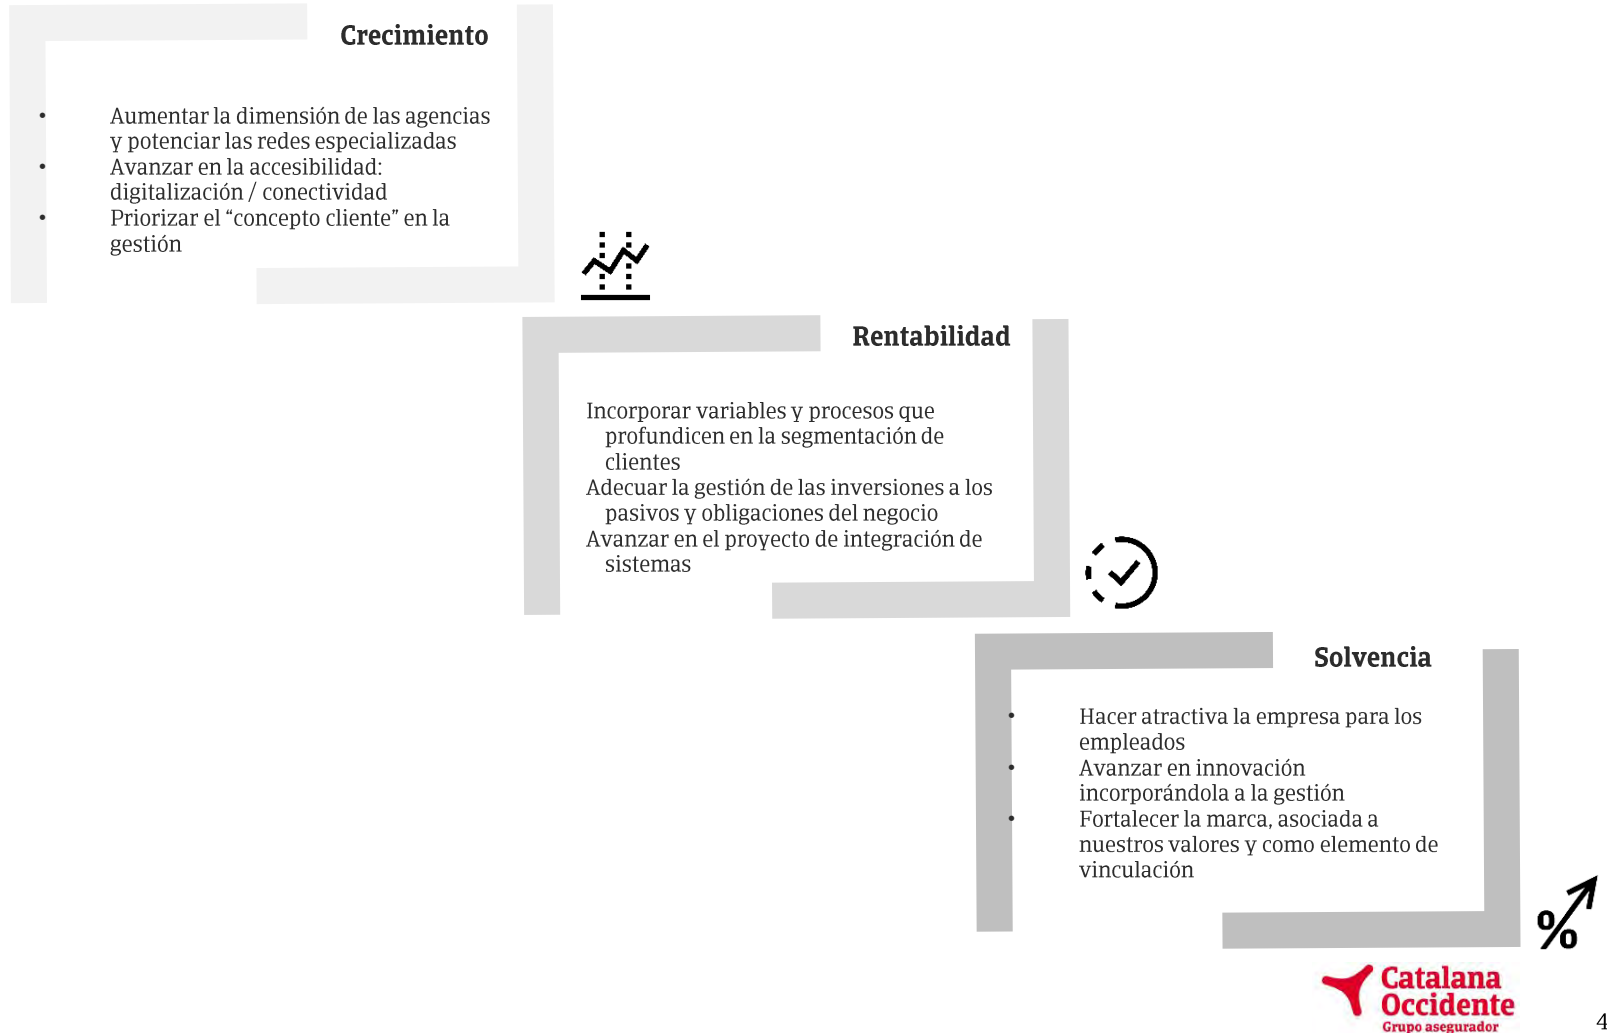 Crecimiento
• Aumentar la dimensión de las agencias
y potenciar las redes especializadas
• Avanzar en la accesibilidad:
digitalización / conectividad
• Priorizar el “concepto cliente” en la
gestión
Rentabilidad
Incorporar variables y procesos que
profundicen en la segmentación de
clientes
Adecuar la gestión de las inversiones a los
pasivos y obligaciones del negocio
Avanzar en el proyecto de integración de
sistemas
Solvencia
• Hacer atractiva la empresa para los
empleados
• Avanzar en innovación
incorporándola a la gestión
• Fortalecer la marca, asociada a
nuestros valores y como elemento de
vinculación
%
Catalana
Occidente
Grupo asegurador
4